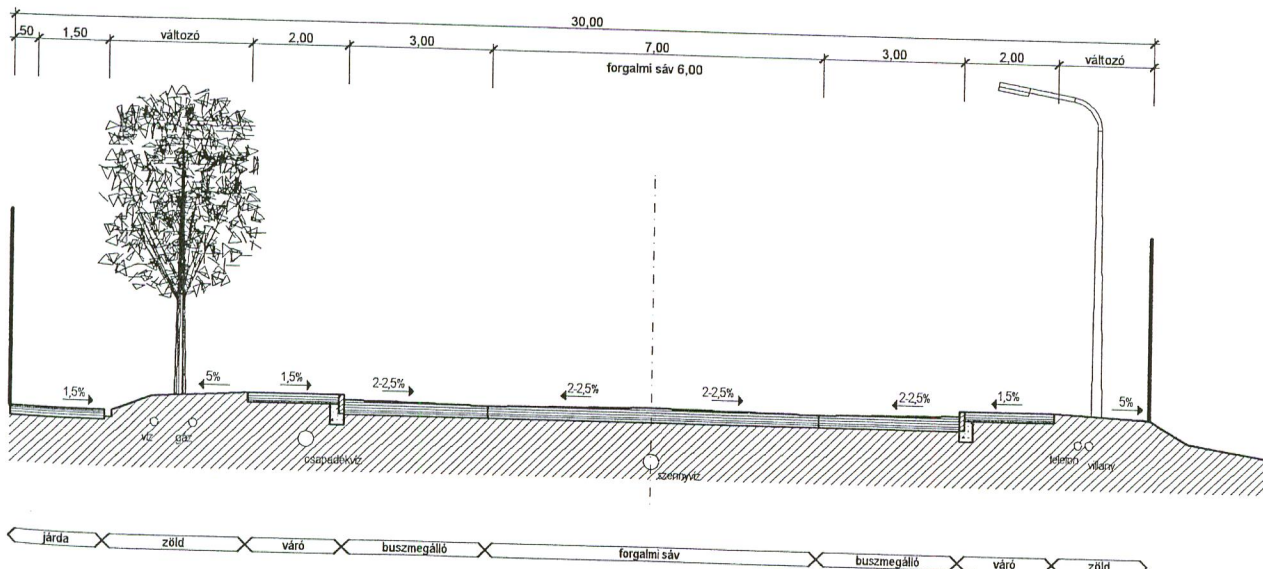 30,00
,50 1,50 változó 2,00 3,00 7,00 3,00 2,00 változó
forgalmi sáv 6,00
1,5% 5% 1,5% 2-2,5% 2-2,5% 2-2,5% 2-2,5% 1,5% 5%
víz gáz csapadékvíz szennyvíz telefon villany
járda zöld váró buszmegálló forgalmi sáv buszmegálló váró zöld